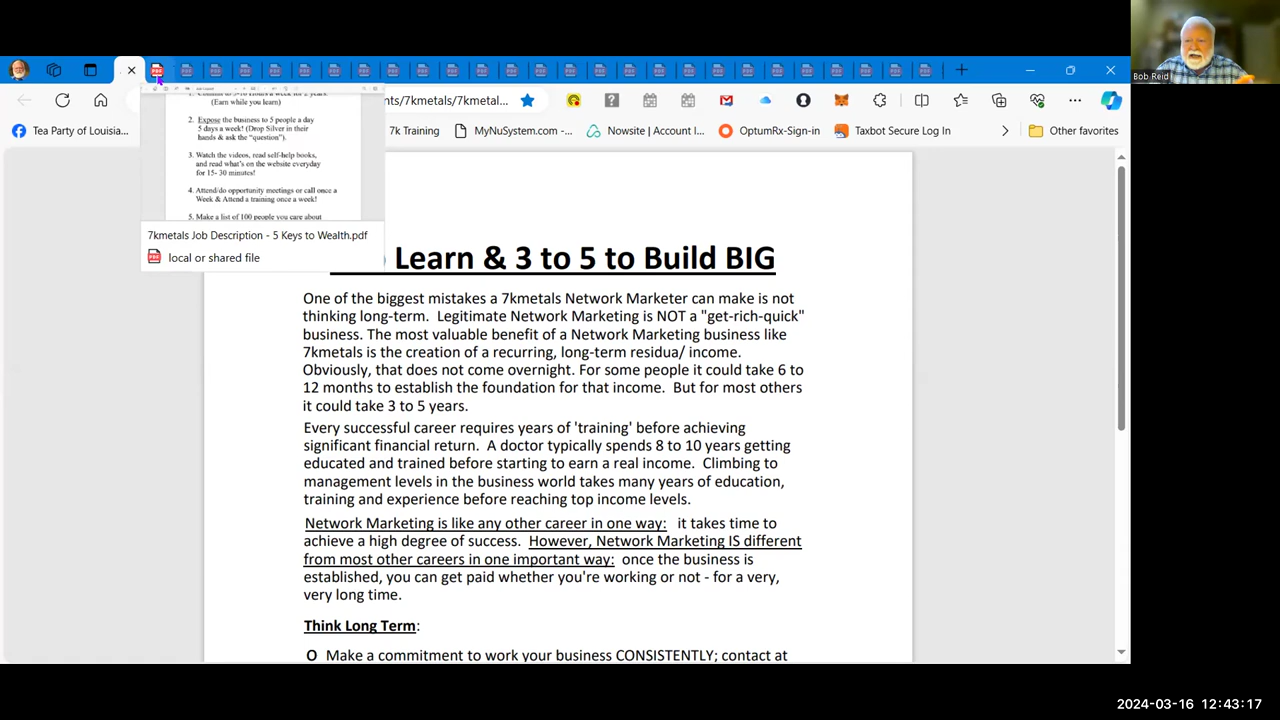 Bob Reid
nts/7kmetals/7kmetal...
Tea Party of Louisia...
7k Training
MyNuSystem.com -...
Nowsite | Account I...
OptumRx-Sign-in
Taxbot Secure Log In
Other favorites
(Earn while you learn)
2. Expose the business to 5 people a day
5 days a week! (Drop Silver in their
hands & ask the "question").
3. Watch the videos, read self-help books,
and read what's on the website everyday
for 15- 30 minutes!
4. Attend/do opportunity meetings or call once a
Week & Attend a training once a week!
5. Make a list of 100 people you care about
7kmetals Job Description - 5 Keys to Wealth.pdf
local or shared file
Learn & 3 to 5 to Build BIG
One of the biggest mistakes a 7kmetals Network Marketer can make is not
thinking long-term. Legitimate Network Marketing is NOT a "get-rich-quick"
business. The most valuable benefit of a Network Marketing business like
7kmetals is the creation of a recurring, long-term residua/ income.
Obviously, that does not come overnight. For some people it could take 6 to
12 months to establish the foundation for that income. But for most others
it could take 3 to 5 years.
Every successful career requires years of 'training' before achieving
significant financial return. A doctor typically spends 8 to 10 years getting
educated and trained before starting to earn a real income. Climbing to
management levels in the business world takes many years of education,
training and experience before reaching top income levels.
Network Marketing is like any other career in one way: it takes time to
achieve a high degree of success. However, Network Marketing IS different
from most other careers in one important way: once the business is
established, you can get paid whether you're working or not - for a very,
very long time.
Think Long Term:
O Make a commitment to work your business CONSISTENTLY; contact at
2024-03-16 12:43:17